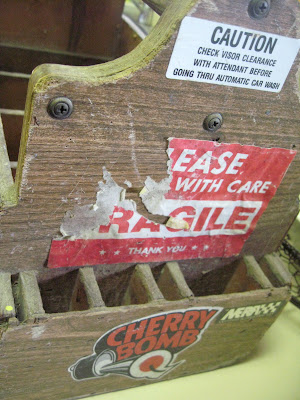 CAUTION
CHECK VISOR CLEARANCE
WITH ATTENDANT BEFORE
GOING THRU AUTOMATIC CAR WASH
EASE
WITH CARE
RAGILE
THANK YOU
CHERRY
BOMB